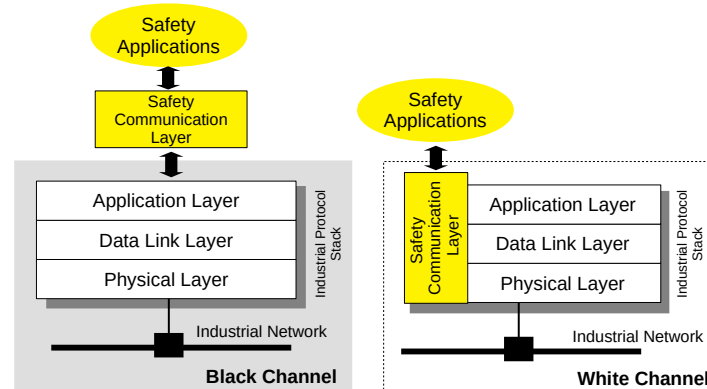 Safety
Applications
Safety
Communication
Layer
Application Layer
Data Link Layer
Physical Layer
Industrial Protocol
Stack
Industrial Network
Black Channel
Safety
Applications
Safety
Communication
Layer
Application Layer
Data Link Layer
Physical Layer
Industrial Protocol
Stack
Industrial Network
White Channel